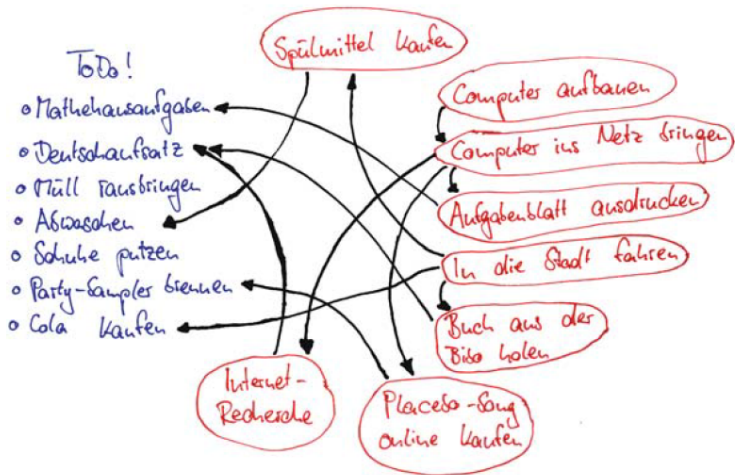 ToDo!
• Mathehausaufgaben
• Deutschaufsatz
• Müll rausbringen
• Abwaschen
• Schuhe putzen
• Party-Sampler brennen
• Cola kaufen
Spülmittel kaufen
Computer aufbauen
Computer ins Netz bringen
Aufgabenblatt ausdrucken
In die Stadt fahren
Buch aus der
Bibo holen
Internet-
Recherche
Placebo-Song
online kaufen